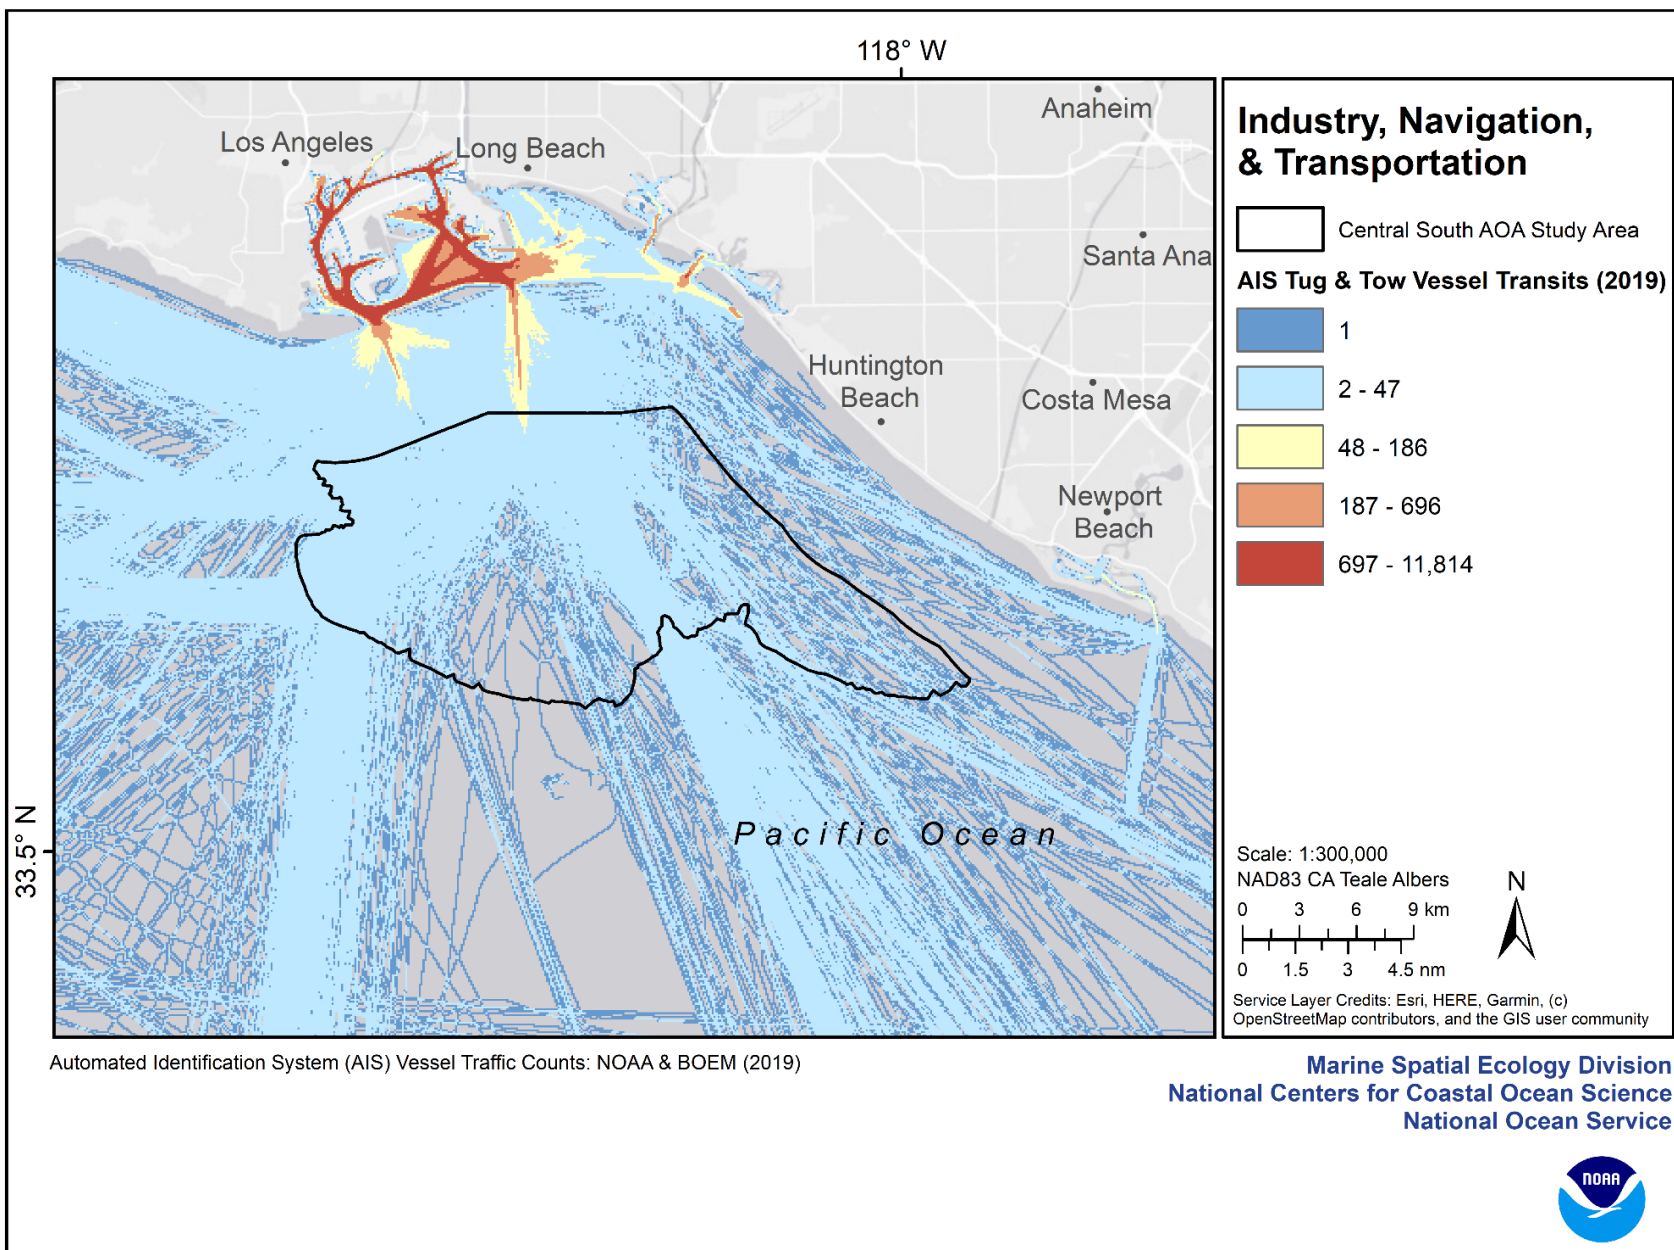 118° W
Anaheim
Los Angeles
Long Beach
Santa Ana
Huntington
Beach
Costa Mesa
Newport
Beach
Pacific Ocean
33.5° N
Industry, Navigation,
& Transportation
Central South AOA Study Area
AIS Tug & Tow Vessel Transits (2019)
1
2 - 47
48 - 186
187 - 696
697 - 11,814
Scale: 1:300,000
NAD83 CA Teale Albers
N
0 3 6 9 km
0 1.5 3 4.5 nm
Service Layer Credits: Esri, HERE, Garmin, (c)
OpenStreetMap contributors, and the GIS user community
Automated Identification System (AIS) Vessel Traffic Counts: NOAA & BOEM (2019)
Marine Spatial Ecology Division
National Centers for Coastal Ocean Science
National Ocean Service
NOAA